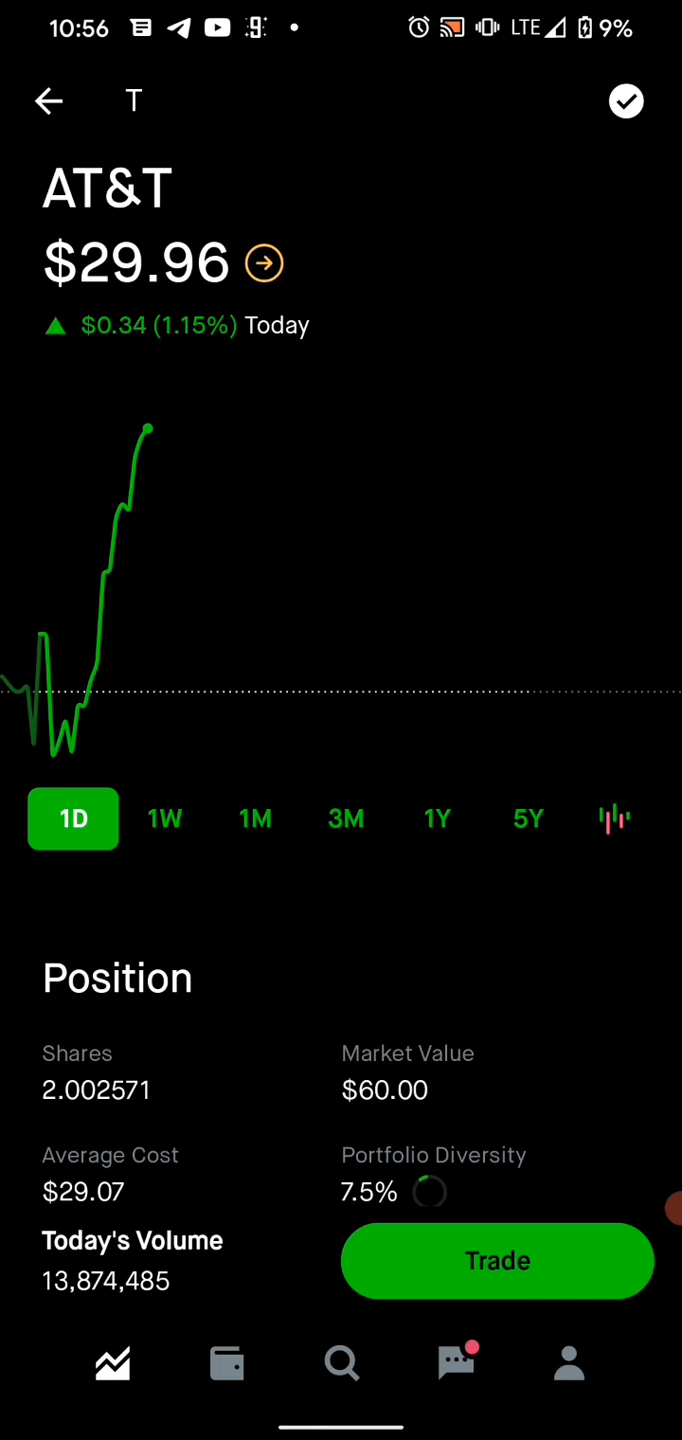 10:56 LTE 9%
T
AT&T
$29.96
$0.34 (1.15%) Today
1D 1W 1M 3M 1Y 5Y
Position
Shares Market Value
2.002571 $60.00
Average Cost Portfolio Diversity
$29.07 7.5%
Today's Volume
13,874,485
Trade